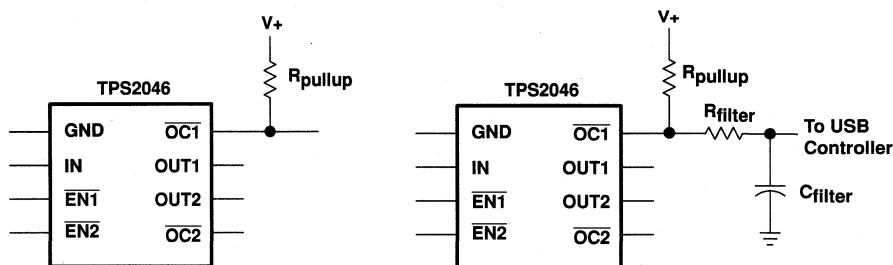 V+
Rpullup
TPS2046
GND OC1
IN OUT1
EN1 OUT2
EN2 OC2
V+
Rpullup
TPS2046
Rfilter
GND OC1
To USB
Controller
IN OUT1
EN1 OUT2
Cfilter
EN2 OC2